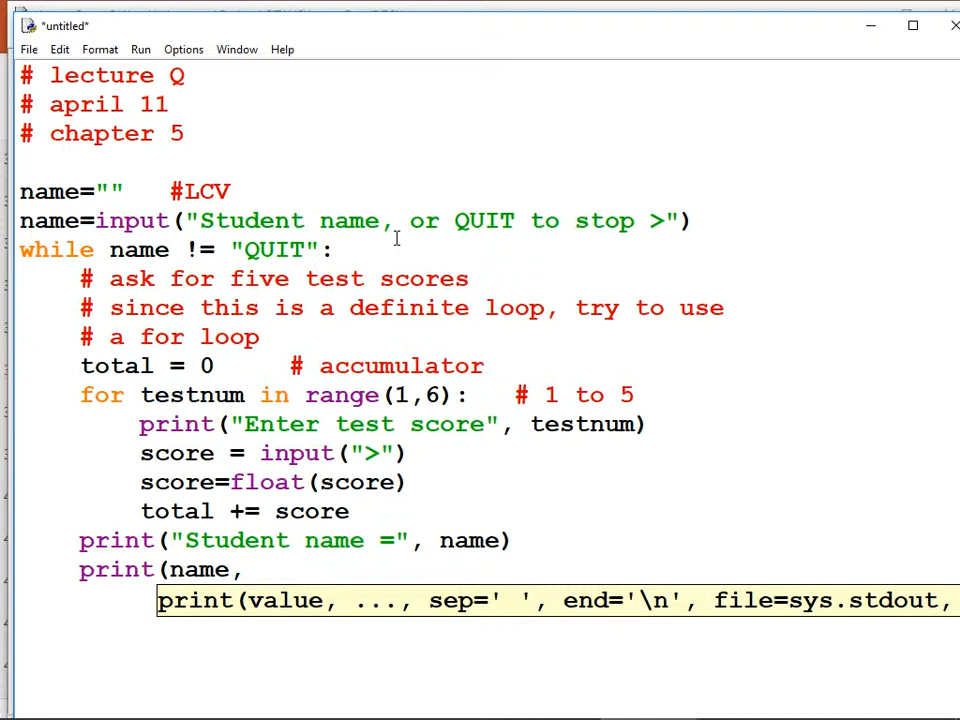 *untitled*
File Edit Format Run Options Window Help
# lecture Q
# april 11
# chapter 5
name="" #LCV
name=input("Student name, or QUIT to stop >")
while name != "QUIT":
    # ask for five test scores
    # since this is a definite loop, try to use
    # a for loop
    total = 0 # accumulator
    for testnum in range(1,6): # 1 to 5
        print("Enter test score", testnum)
        score = input(">")
        score=float(score)
        total += score
    print("Student name =", name)
    print(name,
print(value, ..., sep=' ', end='\n', file=sys.stdout,